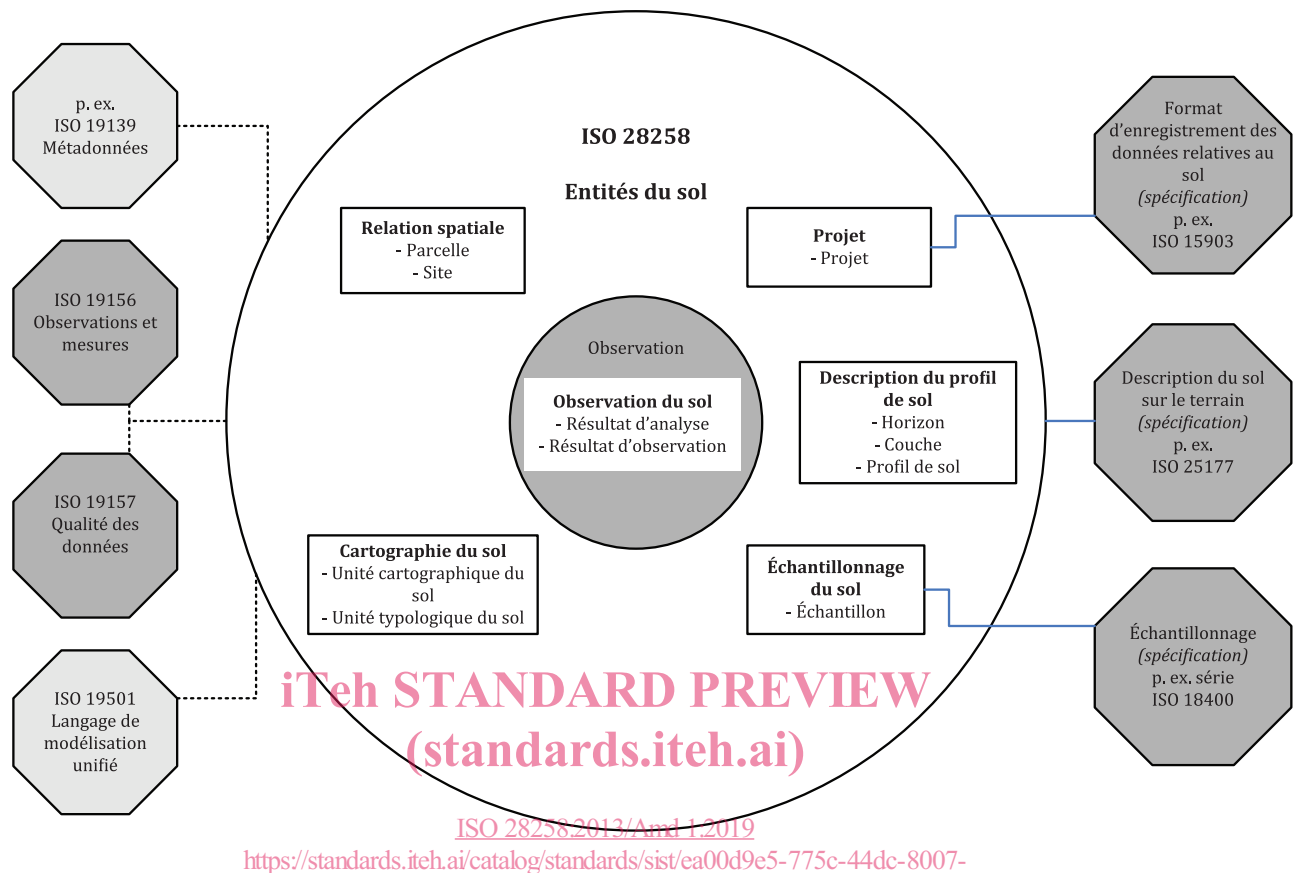 p. ex.
ISO 19139
Métadonnées
ISO 19156
Observations et
mesures
ISO 19157
Qualité des
données
ISO 19501
Langage de
modélisation
unifié
ISO 28258
Entités du sol
Relation spatiale
- Parcelle
- Site
Projet
- Projet
Observation
Observation du sol
- Résultat d'analyse
- Résultat d'observation
Description du profil
de sol
- Horizon
- Couche
- Profil de sol
Cartographie du sol
- Unité cartographique du
sol
- Unité typologique du sol
Échantillonnage
du sol
- Échantillon
Format
d'enregistrement des
données relatives au
sol
(spécification)
p. ex.
ISO 15903
Description du sol
sur le terrain
(spécification)
p. ex.
ISO 25177
Échantillonnage
(spécification)
p. ex. série
ISO 18400
iTeh STANDARD PREVIEW
(standards.iteh.ai)
ISO 28258:2013/Amd 1:2019
https://standards.iteh.ai/catalog/standards/sist/ea00d9e5-775c-44dc-8007-